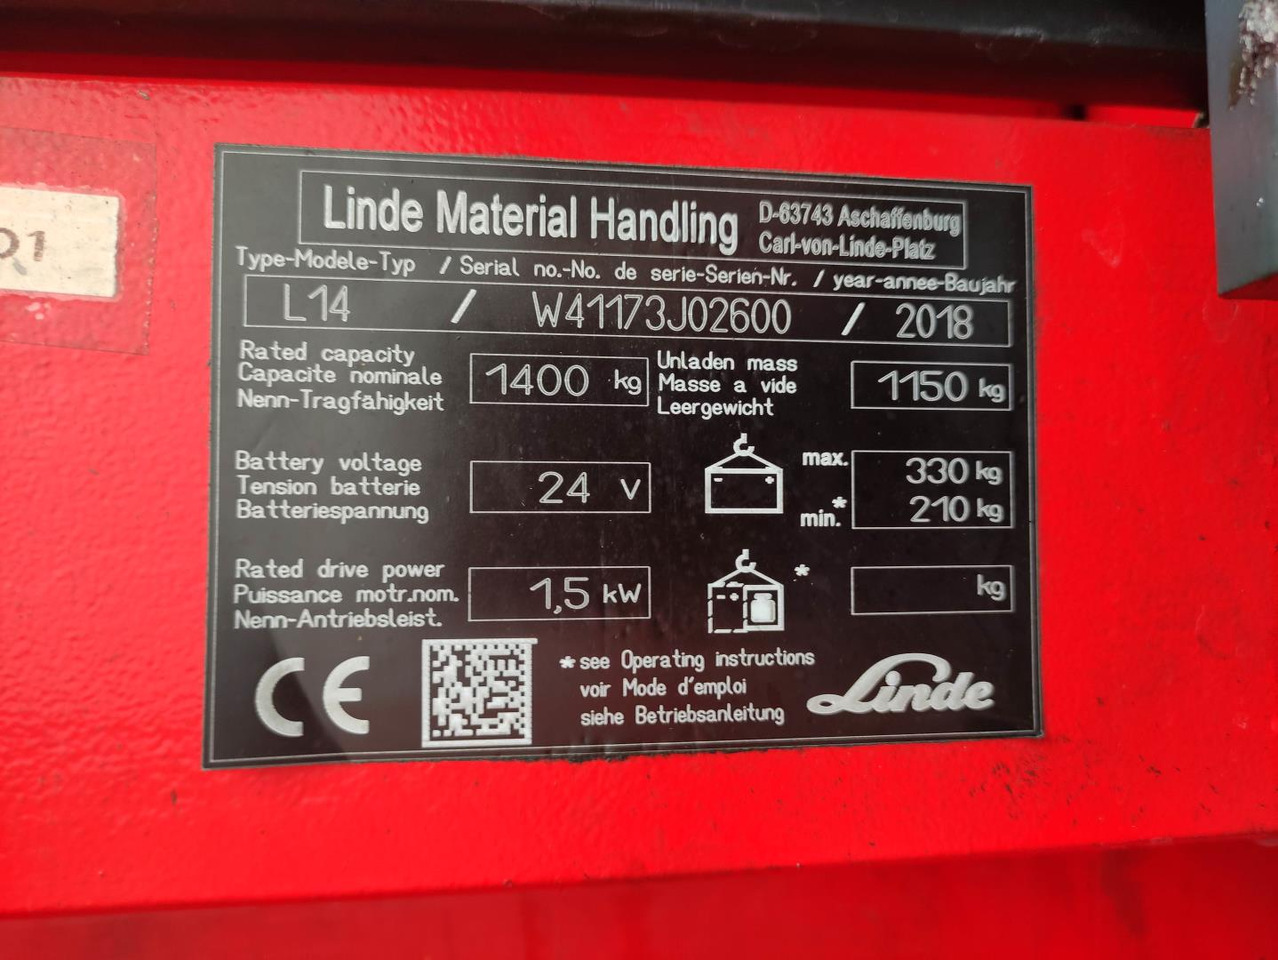 01
Linde Material Handling
D-63743 Aschaffenburg
Carl-von-Linde-Platz
Type-Modele-Typ / Serial no.-No. de serie-Serien-Nr. / year-annee-Baujahr
L14 / W41173J02600 / 2018
Rated capacity
Capacite nominale
Nenn-Tragfähigkeit
1400 kg
Unladen mass
Masse a vide
Leergewicht
1150 kg
Battery voltage
Tension batterie
Batteriespannung
24 V
max. 330 kg
min.* 210 kg
Rated drive power
Puissance motr.nom.
Nenn-Antriebsleist.
1,5 kW
* kg
CE
*see Operating instructions
voir Mode d'emploi
siehe Betriebsanleitung
Linde